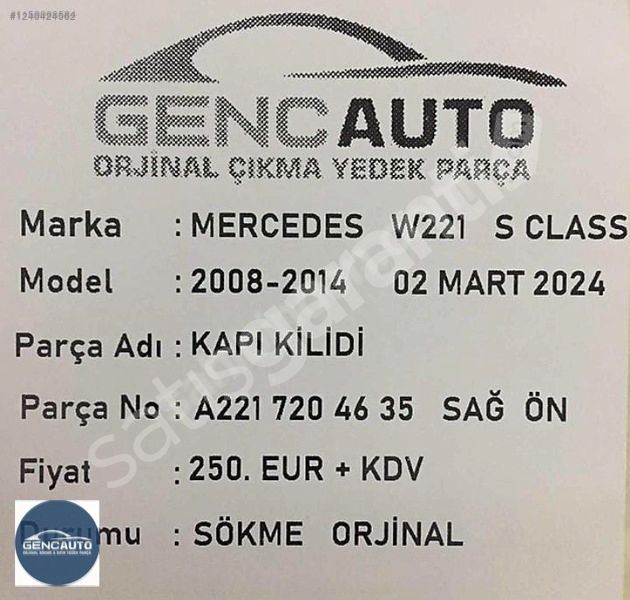 GENCAUTO
ORJİNAL ÇIKMA YEDEK PARÇA
Marka : MERCEDES W221 S CLASS
Model : 2008-2014 02 MART 2024
Parça Adı : KAPI KİLİDİ
Parça No : A221 720 46 35 SAĞ ÖN
Fiyat : 250. EUR + KDV
Durumu : SÖKME ORJİNAL
GENCAUTO